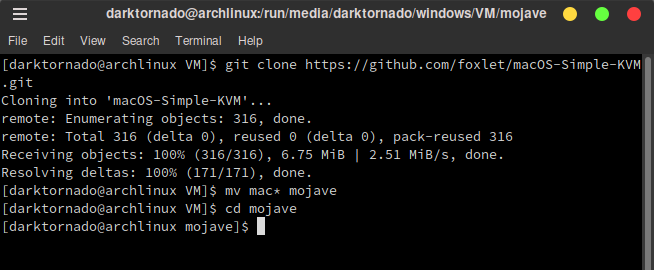 darktornado@archlinux:/run/media/darktornado/windows/VM/mojave
File Edit View Search Terminal Help
[darktornado@archlinux VM]$ git clone https://github.com/foxlet/macOS-Simple-KVM
.git
Cloning into 'macOS-Simple-KVM'...
remote: Enumerating objects: 316, done.
remote: Total 316 (delta 0), reused 0 (delta 0), pack-reused 316
Receiving objects: 100% (316/316), 6.75 MiB | 2.51 MiB/s, done.
Resolving deltas: 100% (171/171), done.
[darktornado@archlinux VM]$ mv mac* mojave
[darktornado@archlinux VM]$ cd mojave
[darktornado@archlinux mojave]$